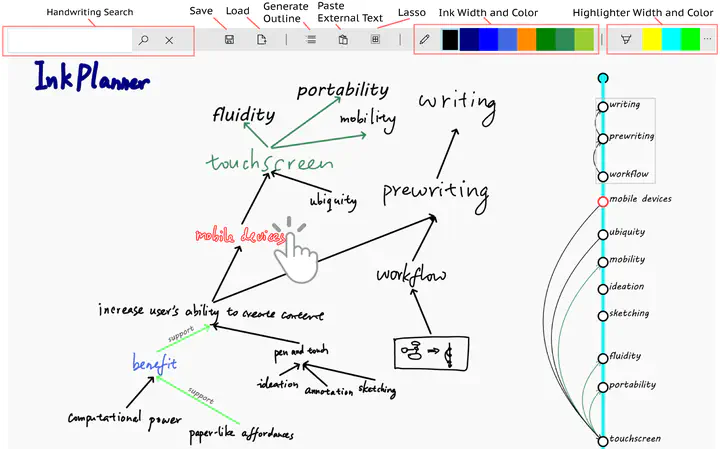 Handwriting Search
Save
Load
Generate
Outline
Paste
External Text
Lasso
Ink Width and Color
Highlighter Width and Color
InkPlanner
fluidity
portability
mobility
touchscreen
ubiquity
mobile devices
writing
prewriting
workflow
increase user's ability to create content
support
benefit
support
computational power
paper-like affordances
pen and touch
ideation
annotation
sketching
writing
prewriting
workflow
mobile devices
ubiquity
mobility
ideation
sketching
fluidity
portability
touchscreen